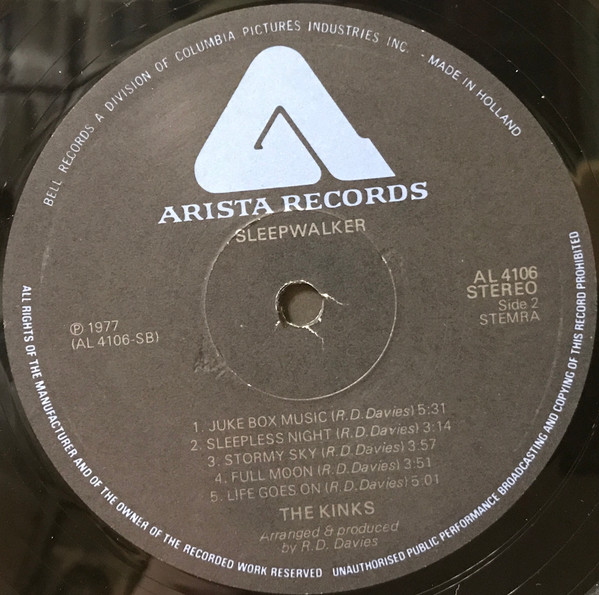 BELL RECORDS A DIVISION OF COLUMBIA PICTURES INDUSTRIES INC. - MADE IN HOLLAND
ARISTA RECORDS
SLEEPWALKER
AL 4106
STEREO
Side 2
STEMRA
℗ 1977
(AL 4106-SB)
1. JUKE BOX MUSIC (R.D. Davies) 5:31
2. SLEEPLESS NIGHT (R.D. Davies) 3:14
3. STORMY SKY (R.D. Davies) 3:57
4. FULL MOON (R.D. Davies) 3:51
5. LIFE GOES ON (R.D. Davies) 5:01
THE KINKS
Arranged & produced
by R.D. Davies
ALL RIGHTS OF THE MANUFACTURER AND OF THE OWNER OF THE RECORDED WORK RESERVED UNAUTHORISED PUBLIC PERFORMANCE BROADCASTING AND COPYING OF THIS RECORD PROHIBITED